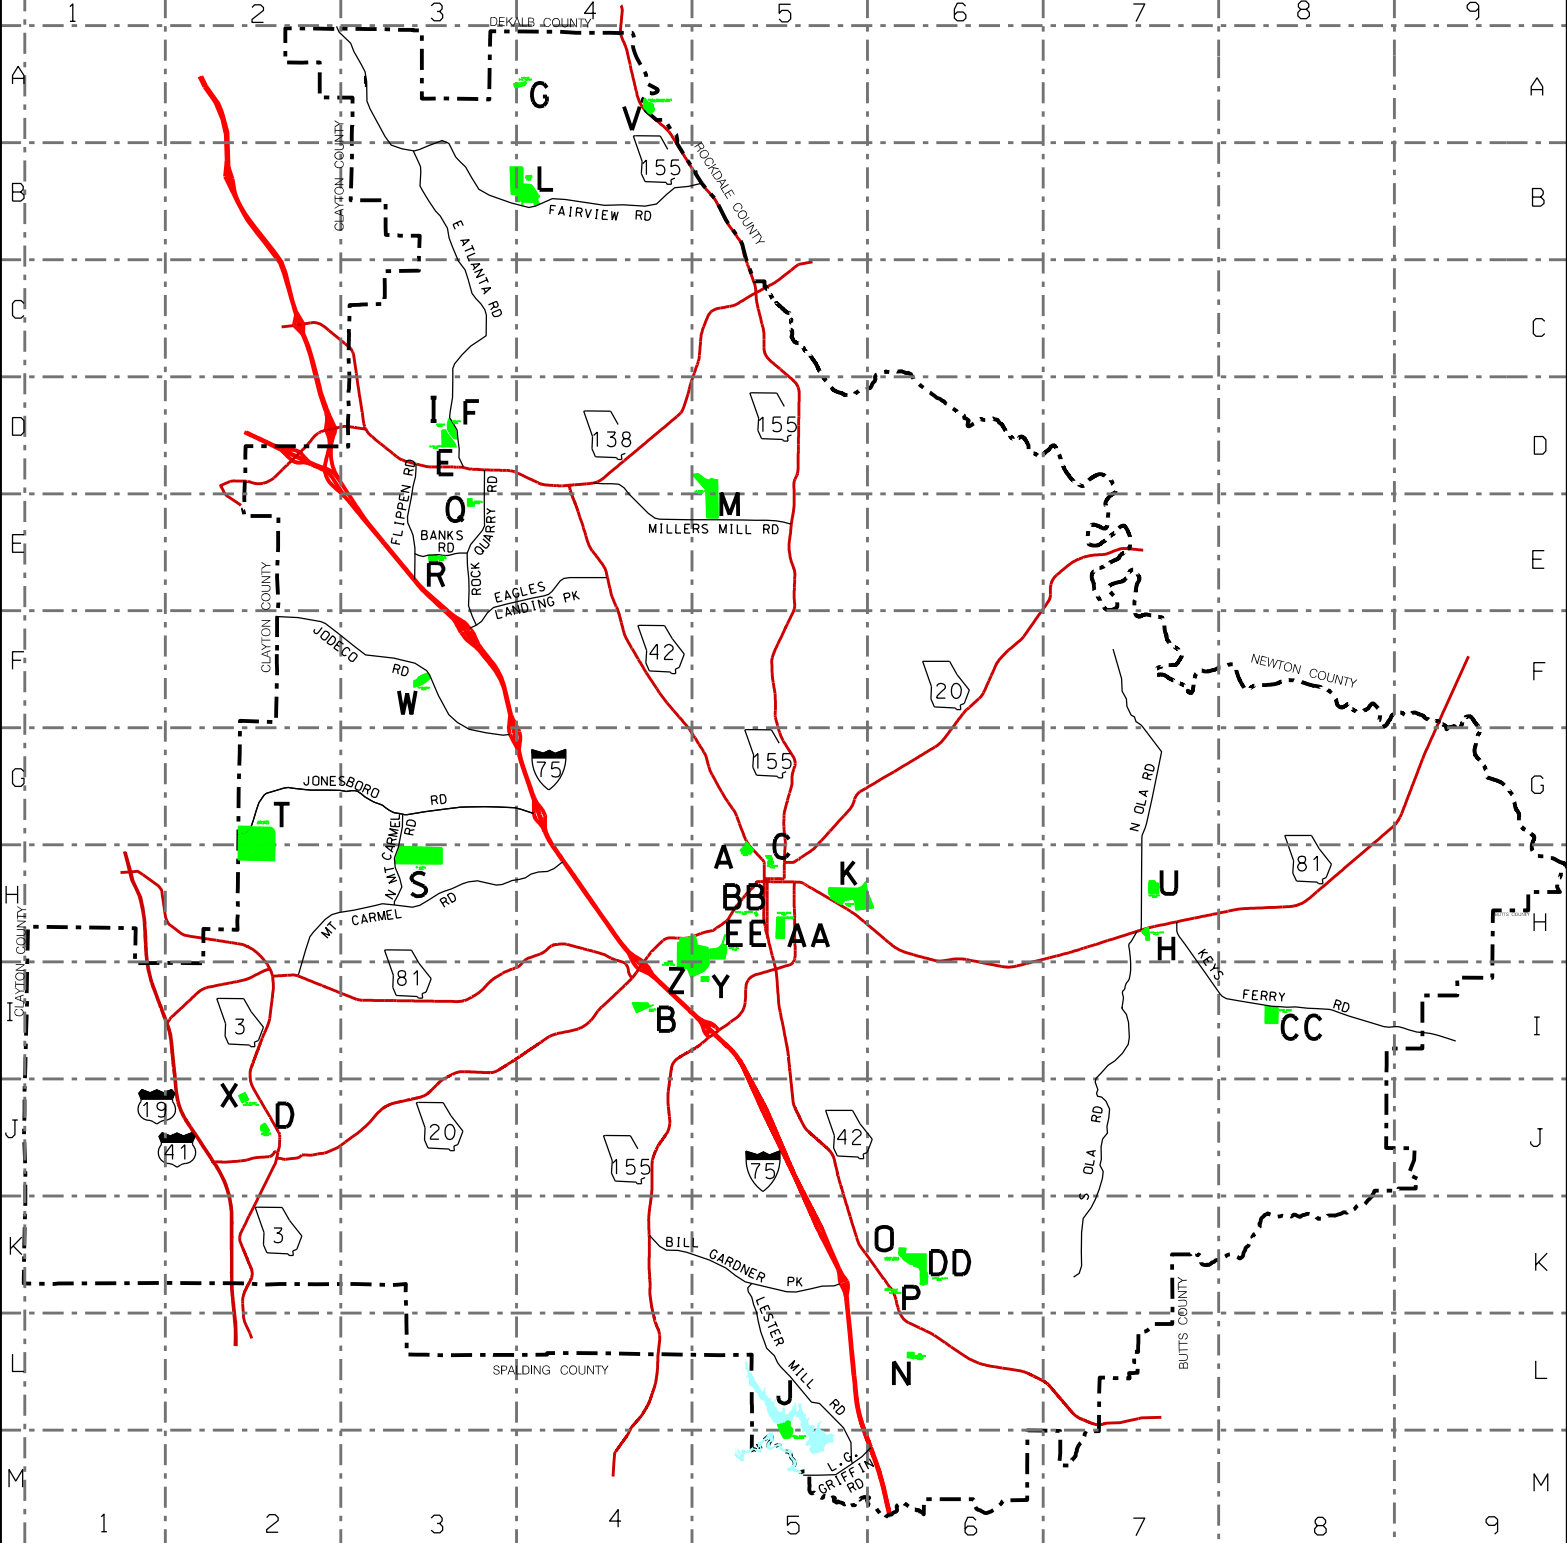 1 2 3 4 5 6 7 8 9
DEKALB COUNTY
A A
G
V
CLAYTON COUNTY
155
ROCKDALE COUNTY
B B
L
FAIRVIEW RD
E ATLANTA RD
C C
I F
D D
138
155
E
FLIPPEN RD
Q
QUARRY RD
M
MILLERS MILL RD
BANKS
RD
E E
R
ROCK
EAGLES
LANDING PK
CLAYTON COUNTY
JODECO
RD
42
F F
NEWTON COUNTY
20
W
155
75
G G
JONESBORO
RD
N OLA RD
T
N MT CARMEL
RD
A C
81
S
K
U
H H
BB
MT CARMEL
RD
EE AA
BUTTS COUNTY
H
CLAYTON COUNTY
KEYS
81
Z Y
FERRY
RD
I I
3
B
CC
X
19
D
J J
20
42
41
155
75
S OLA RD
3
O
K K
BILL GARDNER PK
DD
P
LESTER
MILL
RD
BUTTS COUNTY
SPALDING COUNTY
L L
N
J
L.G.
GRIFFIN
RD
M M
1 2 3 4 5 6 7 8 9